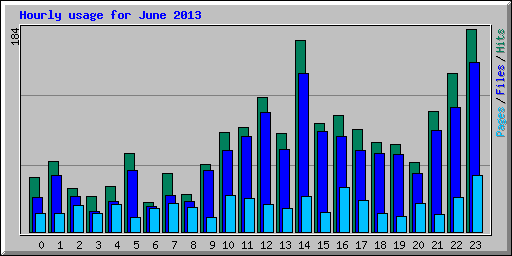 Hourly usage for June 2013
184
Pages/Files/Hits
0 1 2 3 4 5 6 7 8 9 10 11 12 13 14 15 16 17 18 19 20 21 22 23